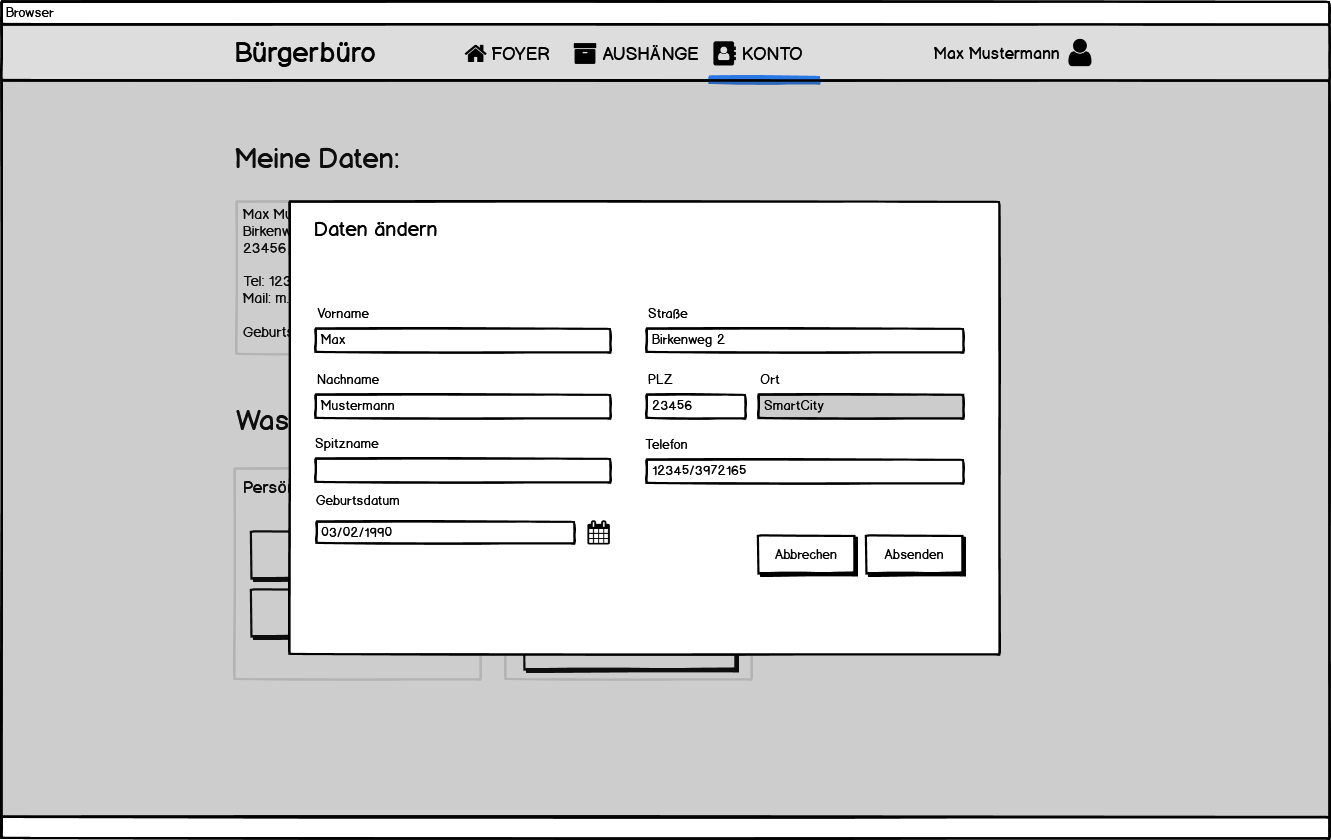 Browser
Bürgerbüro
FOYER
AUSHÄNGE
KONTO
Max Mustermann
Meine Daten:
Max
Birkenw
23456
Tel: 123
Mail: m.
Geburts
Was
Persön
Daten ändern
Vorname
Max
Nachname
Mustermann
Spitzname
Geburtsdatum
03/02/1990
Straße
Birkenweg 2
PLZ
Ort
23456
SmartCity
Telefon
12345/3972165
Abbrechen
Absenden